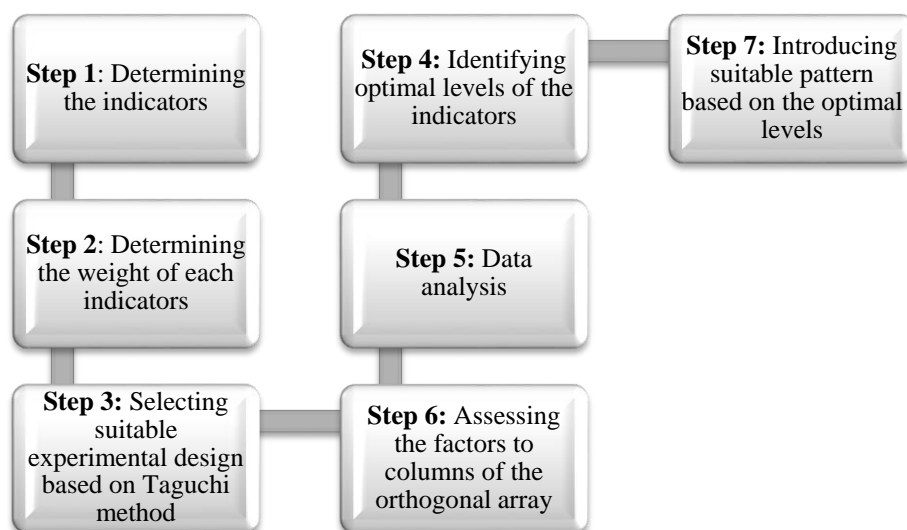 Step 1: Determining
the indicators
Step 2: Determining
the weight of each
indicators
Step 3: Selecting
suitable
experimental design
based on Taguchi
method
Step 4: Identifying
optimal levels of the
indicators
Step 5: Data
analysis
Step 6: Assessing
the factors to
columns of the
orthogonal array
Step 7: Introducing
suitable pattern
based on the optimal
levels